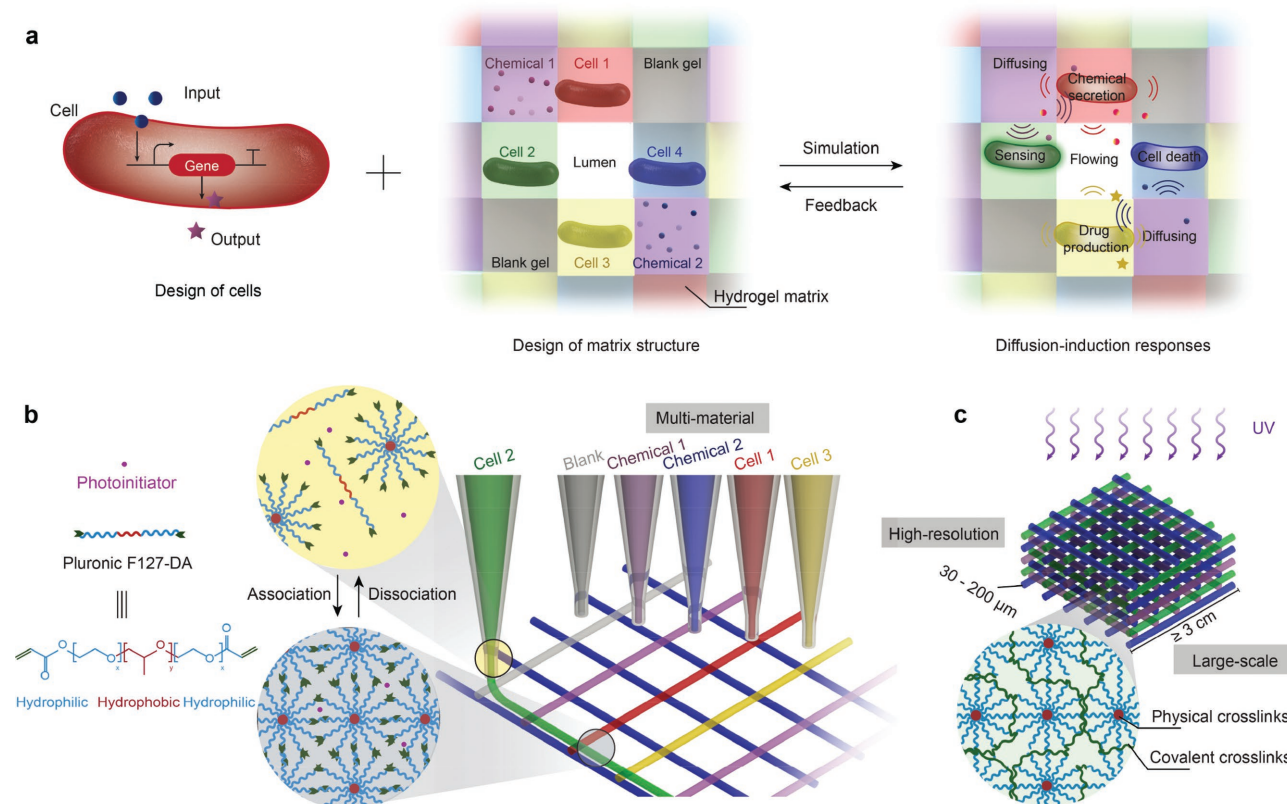 a
Cell
Input
Gene
Output
Design of cells
Chemical 1
Cell 1
Blank gel
Cell 2
Lumen
Cell 4
Blank gel
Cell 3
Chemical 2
Hydrogel matrix
Design of matrix structure
Simulation
Feedback
Diffusing
Chemical
secretion
Sensing
Flowing
Cell death
Drug
production
Diffusing
Diffusion-induction responses
b
Photoinitiator
Pluronic F127-DA
O
O
O
x
O
y
O
x
O
O
Hydrophilic
Hydrophobic
Hydrophilic
Association
Dissociation
Multi-material
Cell 2
Blank
Chemical 1
Chemical 2
Cell 1
Cell 3
c
UV
High-resolution
30 - 200 µm
≥ 3 cm
Large-scale
Physical crosslinks
Covalent crosslinks